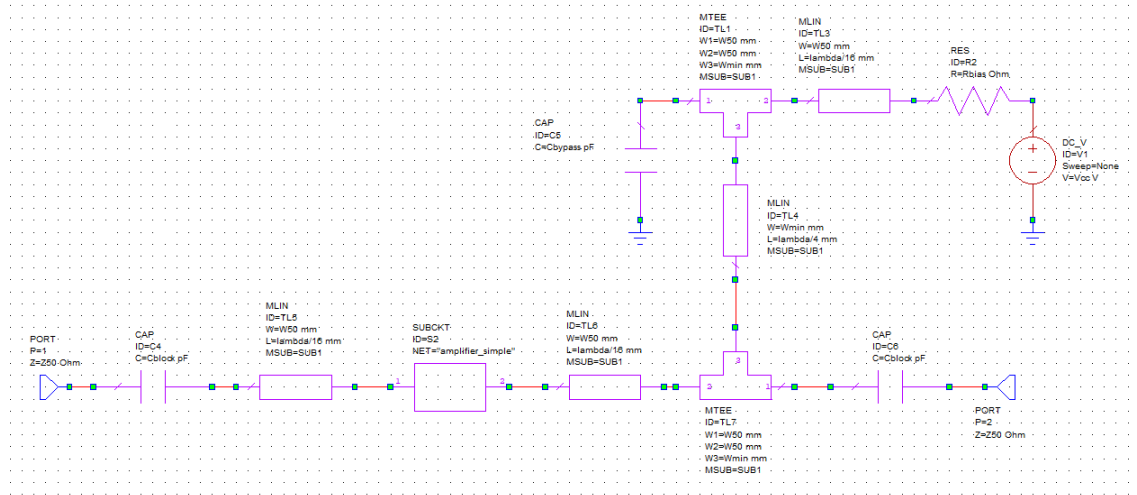 MTEE
ID=TL1
W1=W50 mm
W2=W50 mm
W3=Wmin mm
MSUB=SUB1
MLIN
ID=TL3
W=W50 mm
L=lambda/16 mm
MSUB=SUB1
RES
ID=R2
R=Rbias Ohm
1
2
3
CAP
ID=C5
C=Cbypass pF
DC_V
ID=V1
Sweep=None
V=Vcc V
MLIN
ID=TL4
W=Wmin mm
L=lambda/4 mm
MSUB=SUB1
PORT
P=1
Z=Z50 Ohm
CAP
ID=C4
C=Cblock pF
MLIN
ID=TL5
W=W50 mm
L=lambda/16 mm
MSUB=SUB1
SUBCKT
ID=S2
NET="amplifier_simple"
1
2
MLIN
ID=TL6
W=W50 mm
L=lambda/16 mm
MSUB=SUB1
3
2
1
CAP
ID=C6
C=Cblock pF
MTEE
ID=TL7
W1=W50 mm
W2=W50 mm
W3=Wmin mm
MSUB=SUB1
PORT
P=2
Z=Z50 Ohm